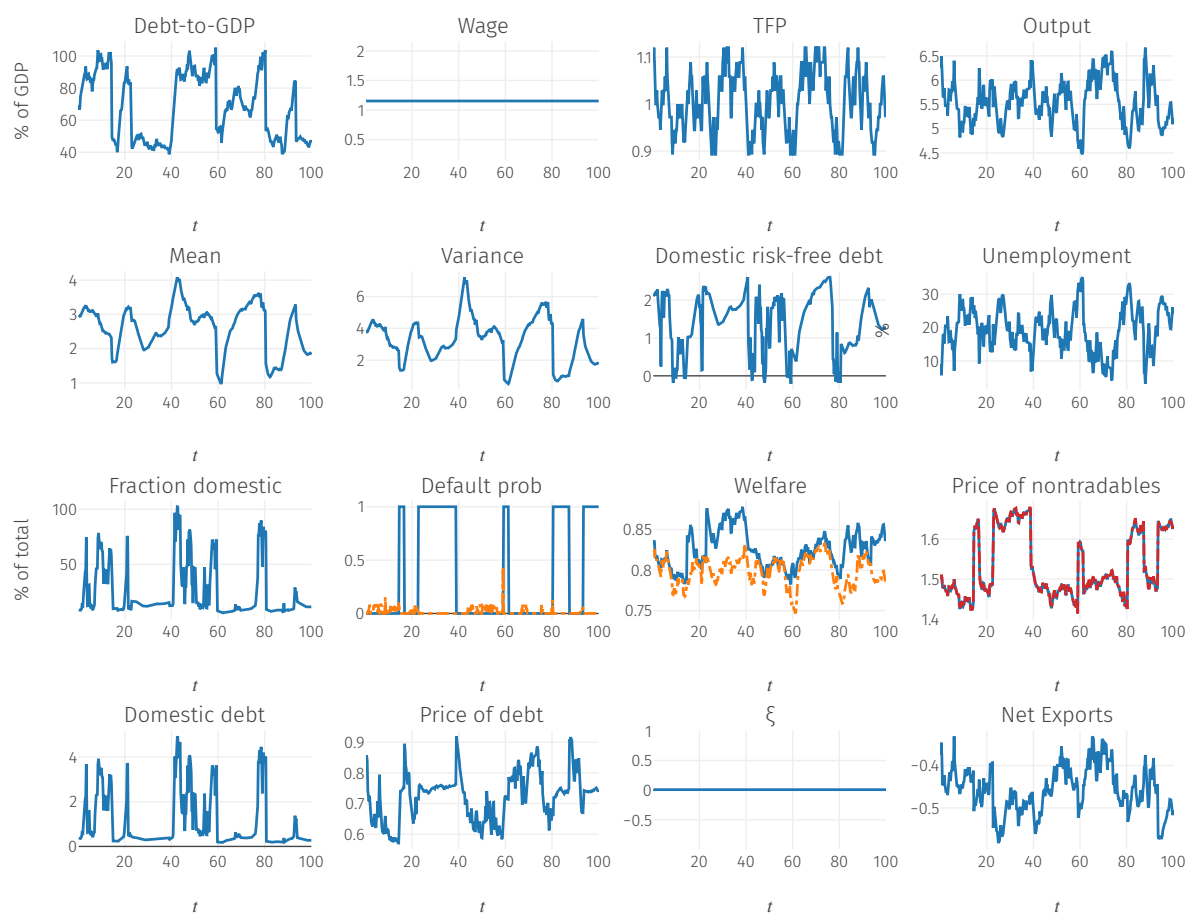 Debt-to-GDP
Wage
TFP
Output
% of GDP
100
80
60
40
20 40 60 80 100
t
2
1.5
1
0.5
20 40 60 80 100
t
1.1
1
0.9
20 40 60 80 100
t
6.5
6
5.5
5
4.5
20 40 60 80 100
t
Mean
Variance
Domestic risk-free debt
Unemployment
4
3
2
1
20 40 60 80 100
t
6
4
2
20 40 60 80 100
t
2
1
0
20 40 60 80 100
t
%
30
20
10
20 40 60 80 100
t
Fraction domestic
Default prob
Welfare
Price of nontradables
% of total
100
50
20 40 60 80 100
t
1
0.5
0
20 40 60 80 100
t
0.85
0.8
0.75
20 40 60 80 100
t
1.6
1.5
1.4
20 40 60 80 100
t
Domestic debt
Price of debt
ξ
Net Exports
4
2
0
20 40 60 80 100
t
0.9
0.8
0.7
0.6
20 40 60 80 100
t
1
0.5
0
−0.5
20 40 60 80 100
t
−0.4
−0.5
20 40 60 80 100
t